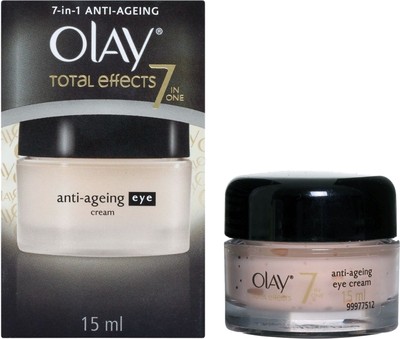 7-in-1 ANTI-AGEING
OLAY®
TOTAL effects 7 IN ONE
anti-ageing eye
cream
15 ml
OLAY® 7
anti-ageing
eye cream
15 ml
99977512